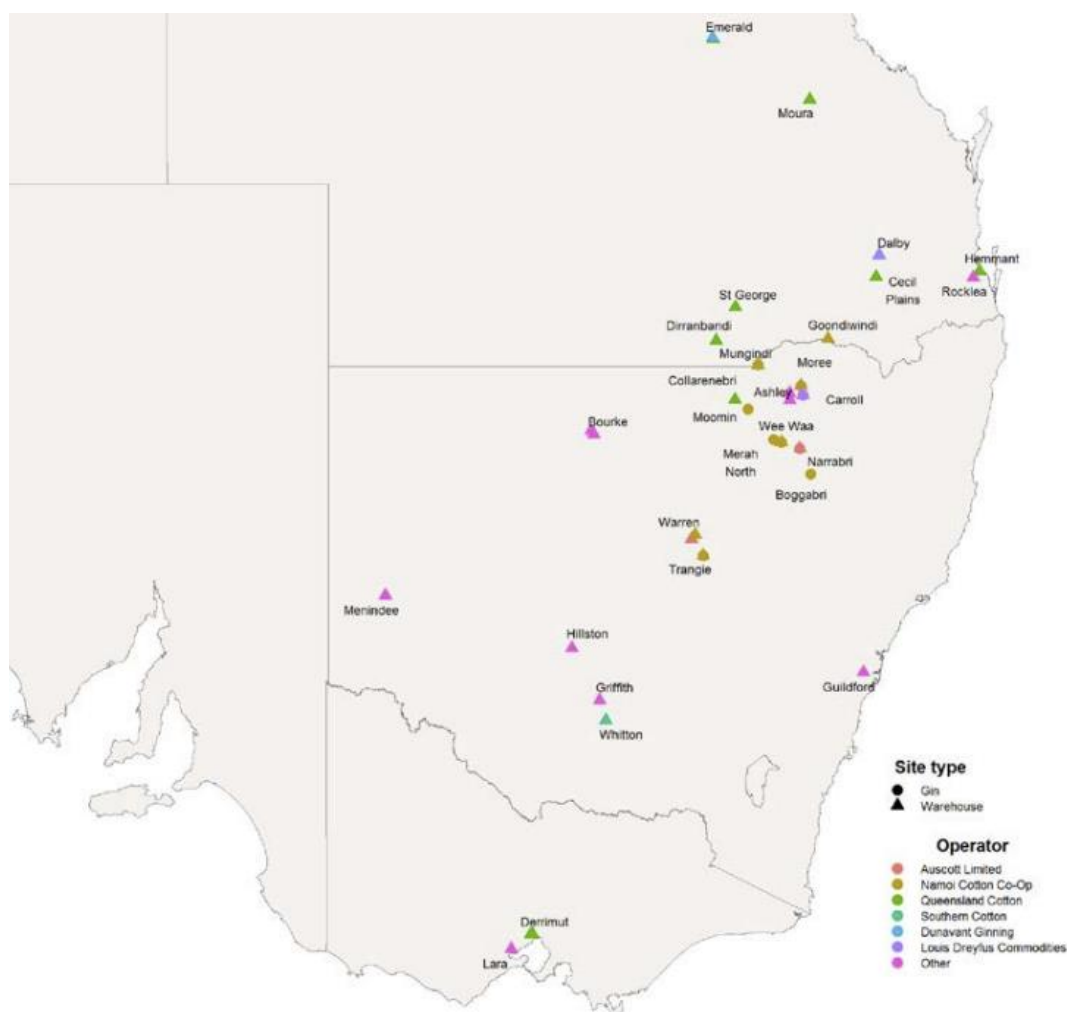 Emerald
Moura
Dalby
Hemmant
Cecil
Plains
Rocklea
St George
Dirranbandi
Goondiwindi
Mungindi
Moree
Collarenebri
Ashley
Carroll
Moomin
Bourke
Wee Waa
Merah
North
Narrabri
Boggabri
Warren
Trangie
Menindee
Hillston
Griffith
Guildford
Whitton
Site type
Gin
Warehouse
Operator
Auscott Limited
Namoi Cotton Co-Op
Queensland Cotton
Southern Cotton
Dunavant Ginning
Louis Dreyfus Commodities
Other
Derrimut
Lara